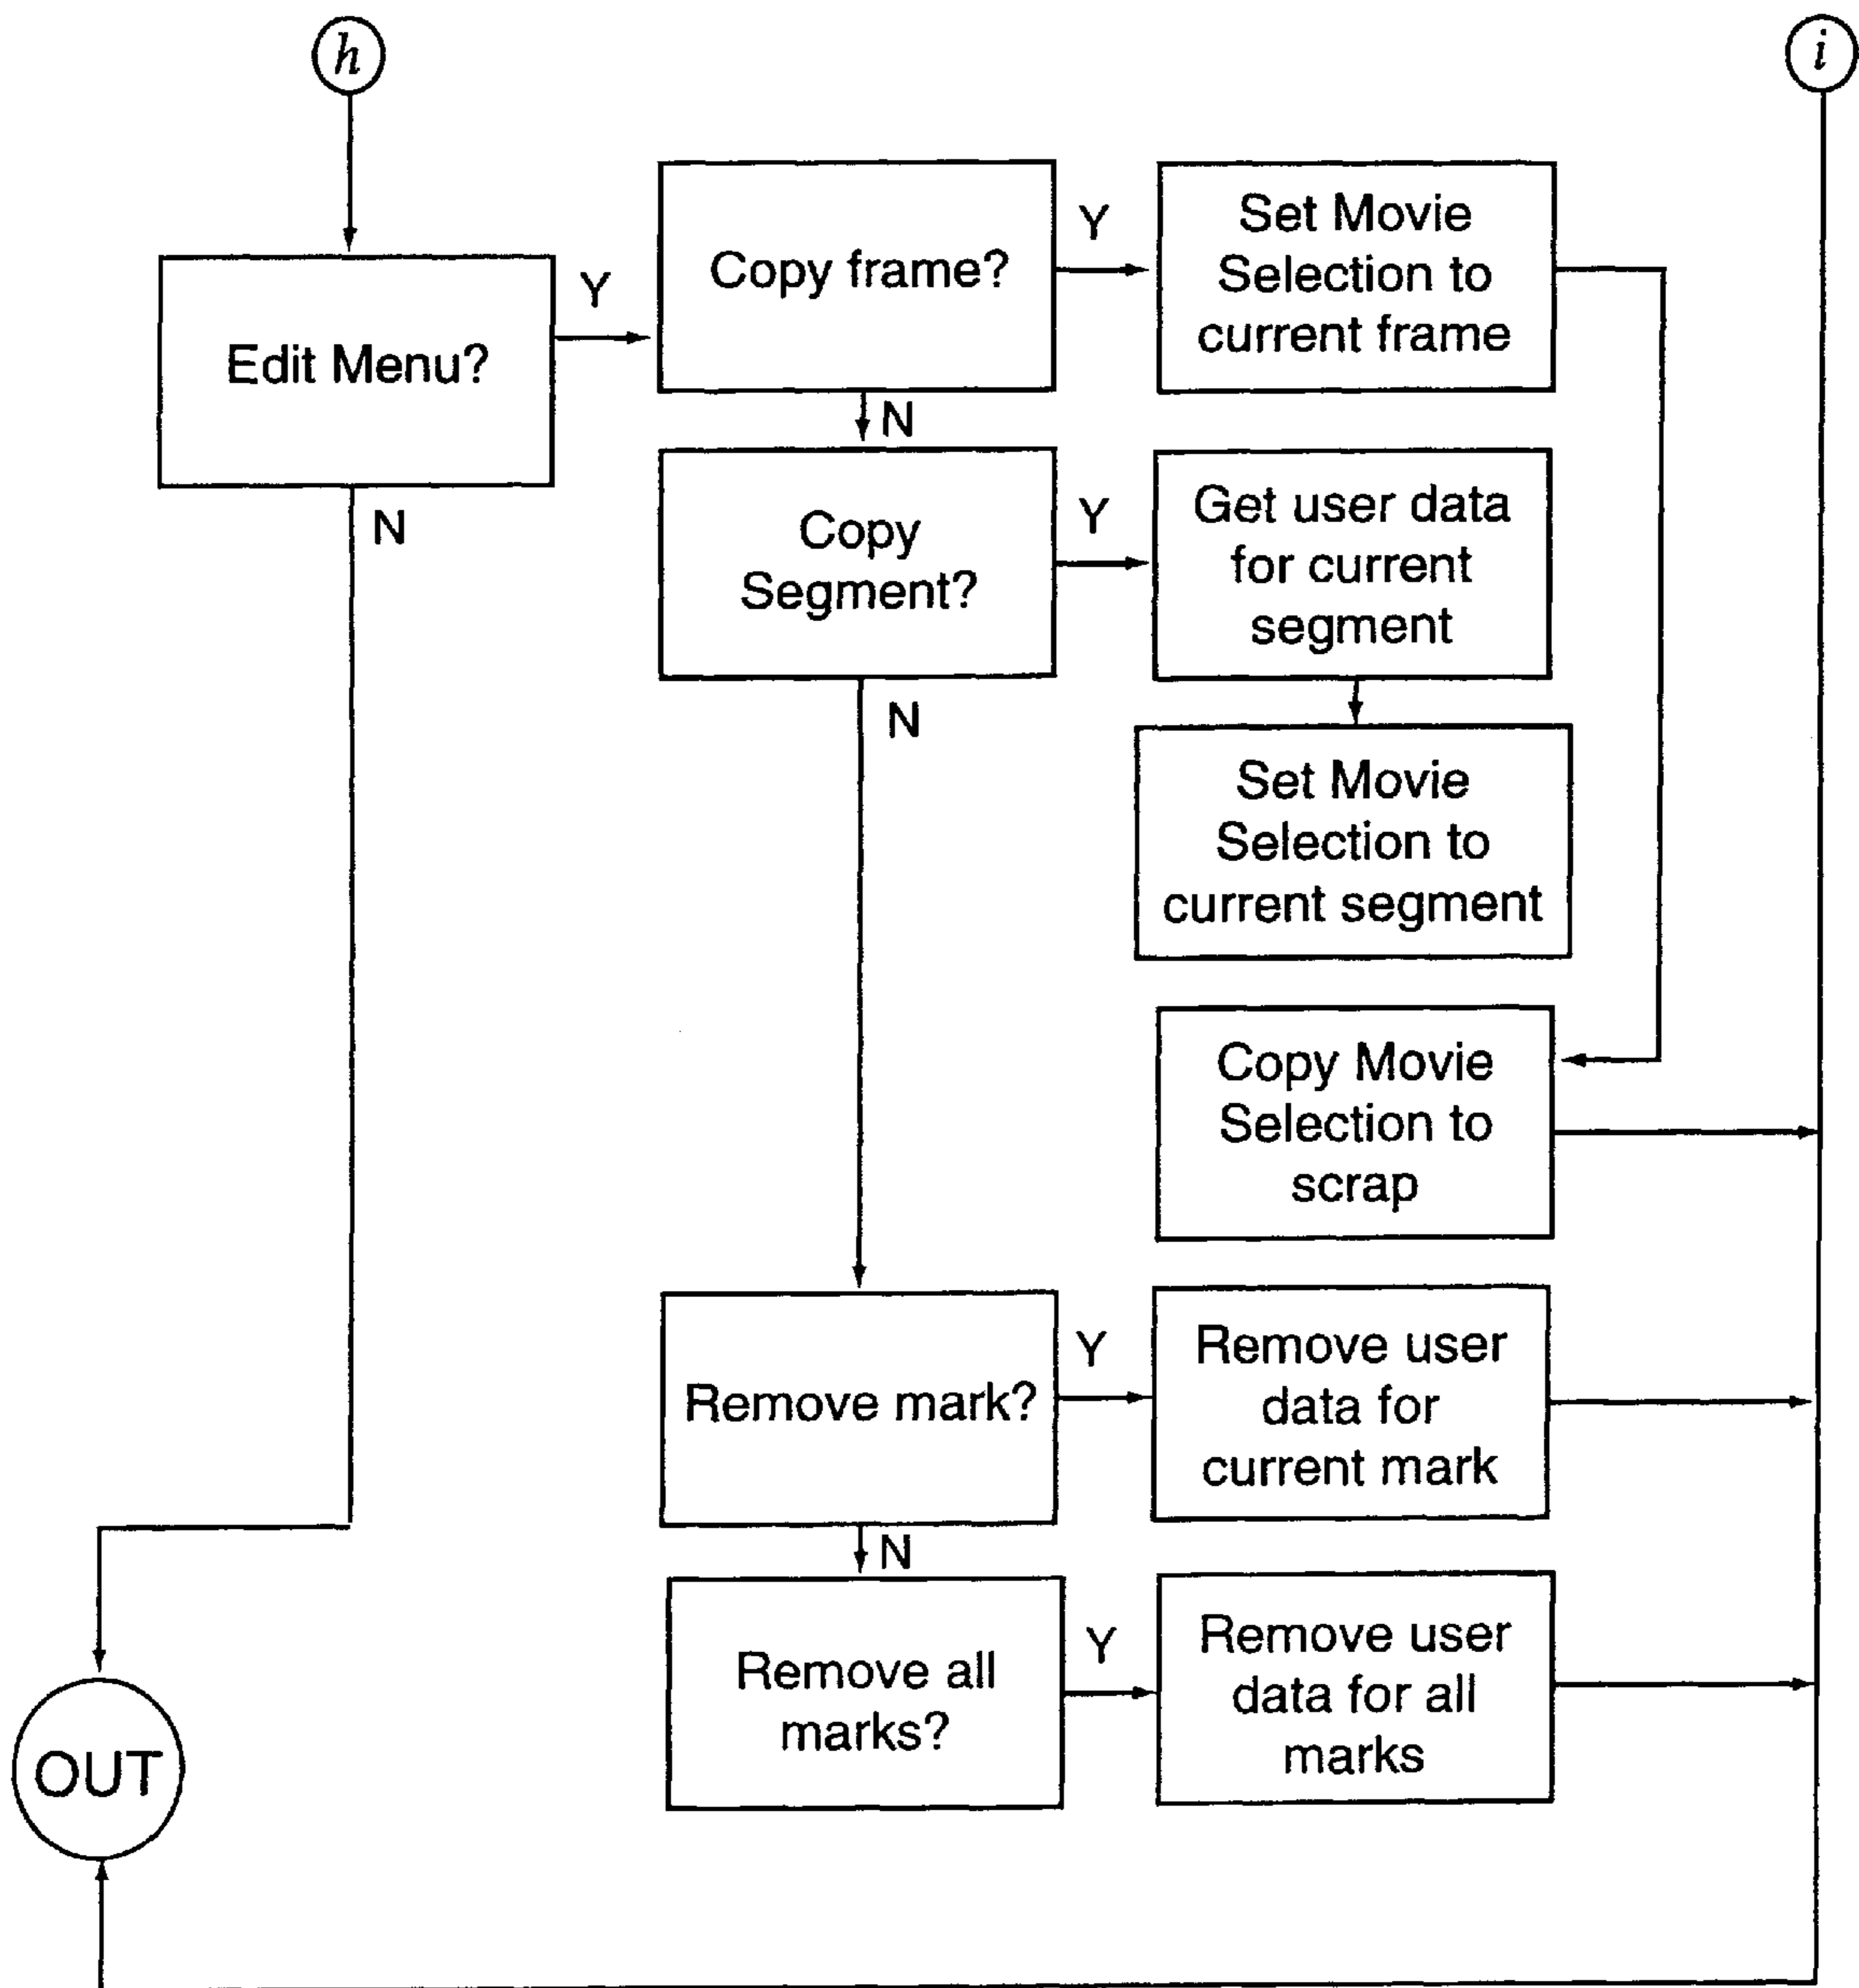 h
i
Edit Menu?
Y
N
Copy frame?
Y
N
Set Movie
Selection to
current frame
Copy
Segment?
Y
N
Get user data
for current
segment
Set Movie
Selection to
current segment
Copy Movie
Selection to
scrap
Remove mark?
Y
N
Remove user
data for
current mark
Remove all
marks?
Y
Remove user
data for all
marks
OUT